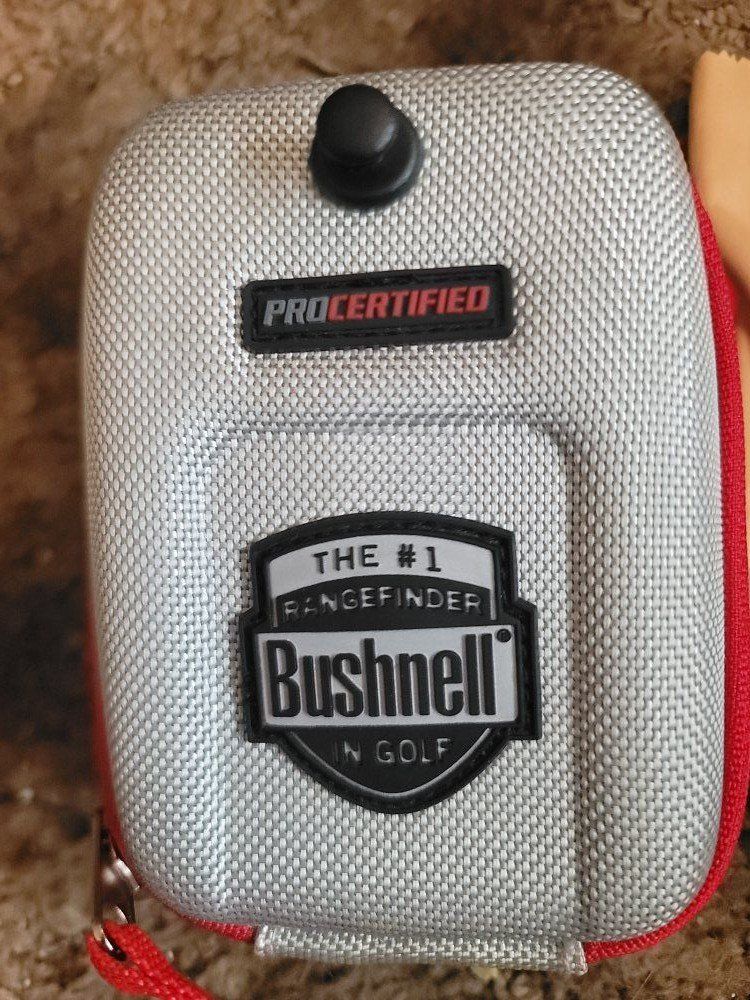 PROCERTIFIED
THE #1
RANGEFINDER
Bushnell
IN GOLF